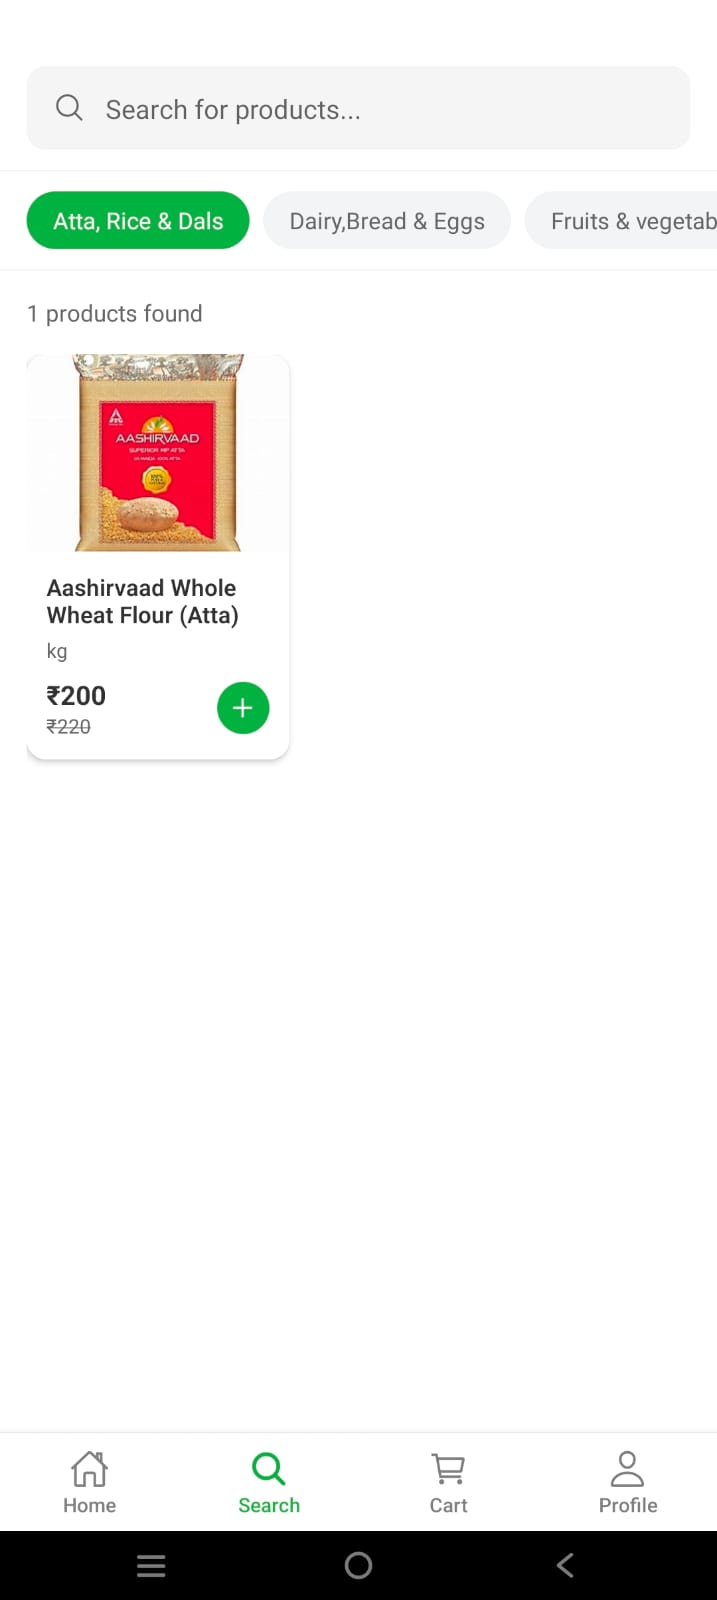 Search for products...
Atta, Rice & Dals
Dairy,Bread & Eggs
Fruits & vegetab
1 products found
AASHIRVAAD
SUPERIOR MP ATTA
Aashirvaad Whole
Wheat Flour (Atta)
kg
₹200
₹220
Home
Search
Cart
Profile